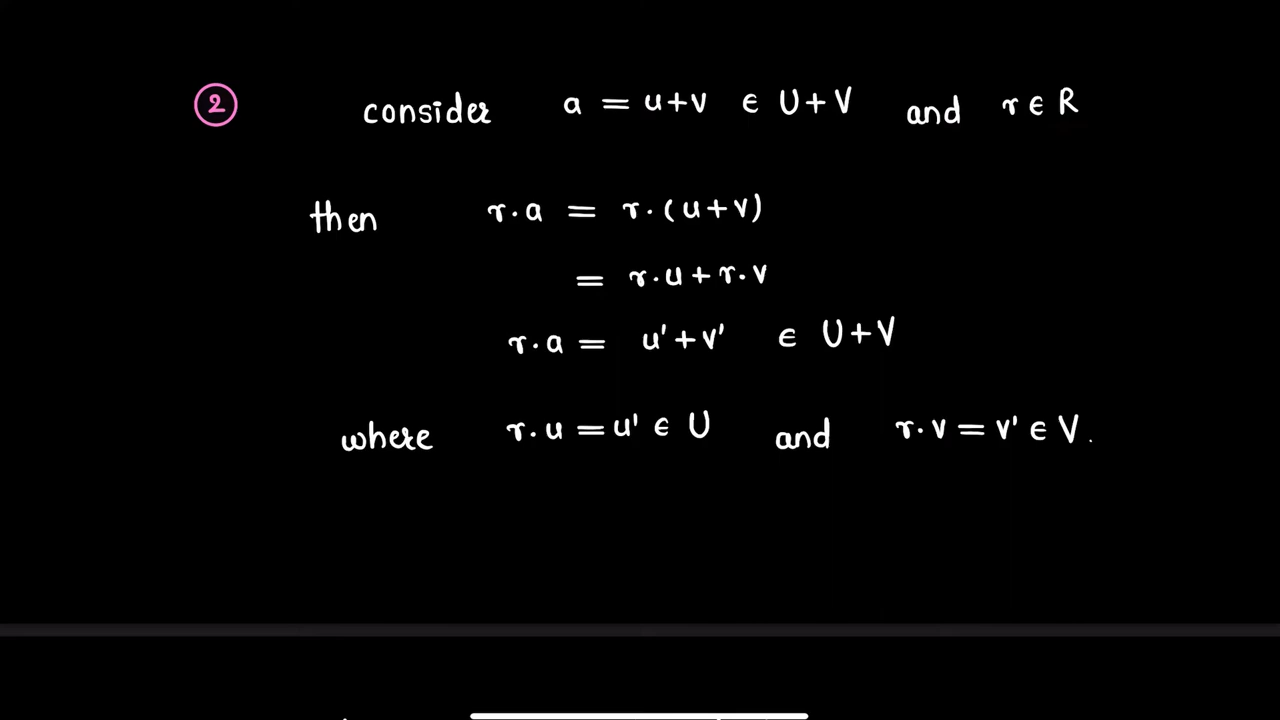 ② consider a = u+v ∈ U+V and r ∈ R
then r·a = r·(u+v)
= r·u + r·v
r·a = u' + v' ∈ U+V
where r·u = u' ∈ U and r·v = v' ∈ V.